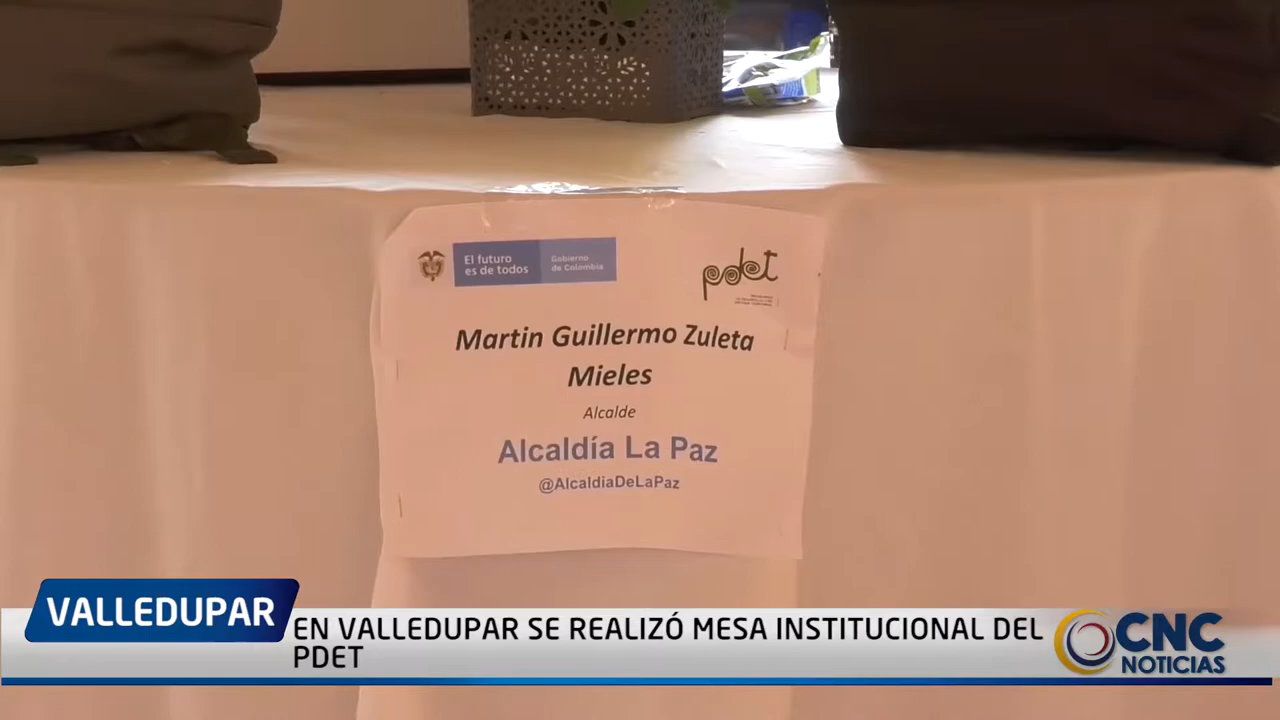 El futuro
es de todos
Gobierno
de Colombia
pdet
Martin Guillermo Zuleta
Mieles
Alcalde
Alcaldía La Paz
@AlcaldiaDeLaPaz
VALLEDUPAR
EN VALLEDUPAR SE REALIZÓ MESA INSTITUCIONAL DEL
PDET
CNC
NOTICIAS